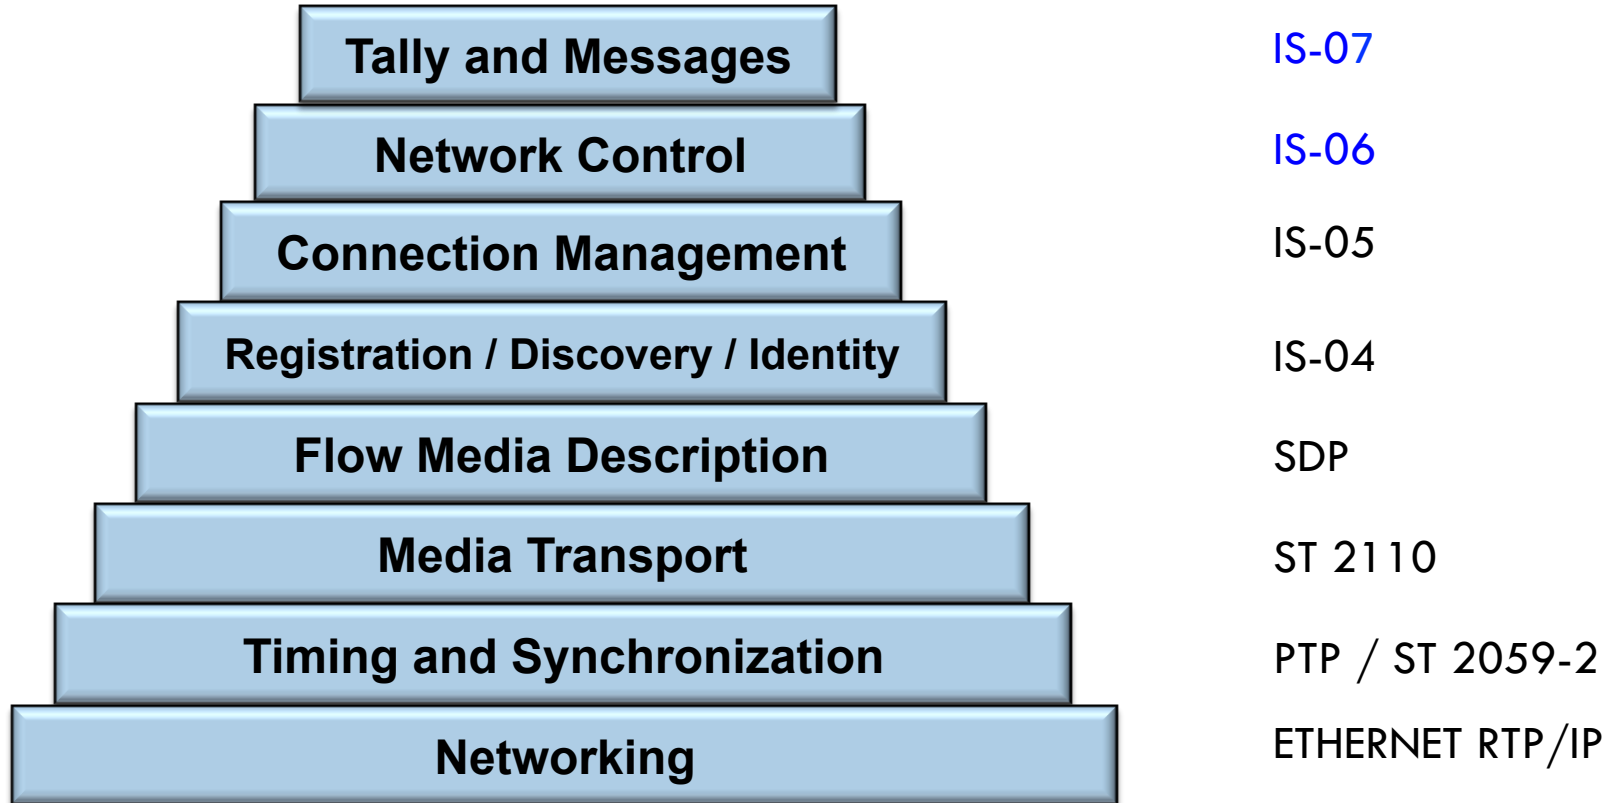 Tally and Messages IS-07
Network Control IS-06
Connection Management IS-05
Registration / Discovery / Identity IS-04
Flow Media Description SDP
Media Transport ST 2110
Timing and Synchronization PTP / ST 2059-2
Networking ETHERNET RTP/IP